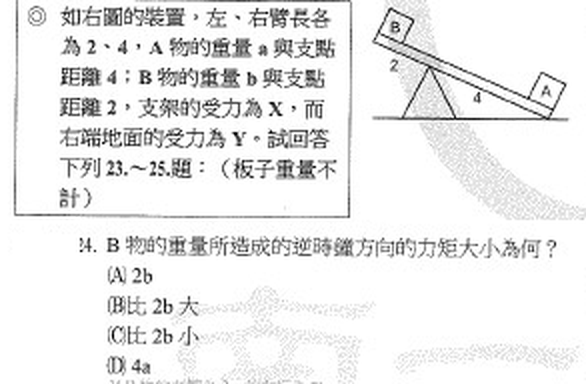 ◎ 如右圖的裝置，左、右臂長各
為 2、4，A 物的重量 a 與支點
距離 4；B 物的重量 b 與支點
距離 2，支架的受力為 X，而
右端地面的受力為 Y。試回答
下列 23.～25.題：（板子重量不
計）
B
2
4
A
24. B 物的重量所造成的逆時鐘方向的力矩大小為何？
(A) 2b
(B)比 2b 大
(C)比 2b 小
(D) 4a